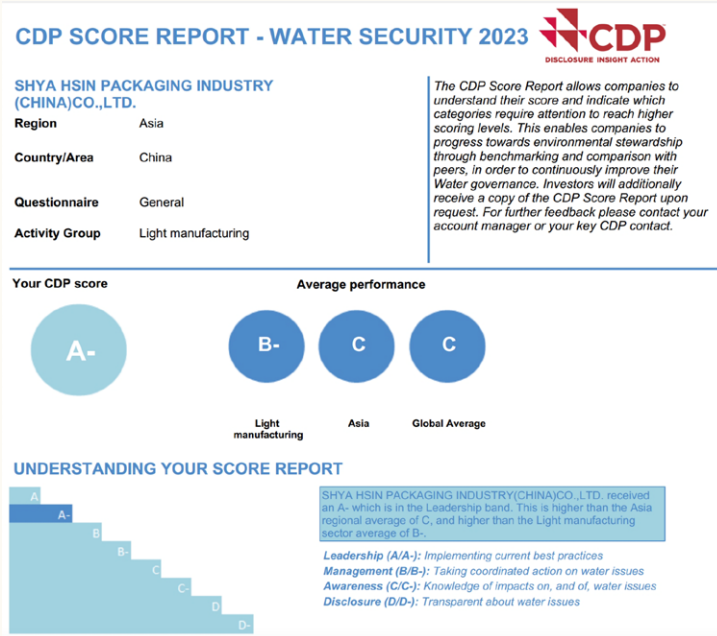 CDP SCORE REPORT - WATER SECURITY 2023
CDP
DISCLOSURE INSIGHT ACTION
SHYA HSIN PACKAGING INDUSTRY
(CHINA)CO.,LTD.
Region Asia
Country/Area China
Questionnaire General
Activity Group Light manufacturing
The CDP Score Report allows companies to
understand their score and indicate which
categories require attention to reach higher
scoring levels. This enables companies to
progress towards environmental stewardship
through benchmarking and comparison with
peers, in order to continuously improve their
Water governance. Investors will additionally
receive a copy of the CDP Score Report upon
request. For further feedback please contact your
account manager or your key CDP contact.
Your CDP score
A-
Average performance
B- C C
Light
manufacturing
Asia
Global Average
UNDERSTANDING YOUR SCORE REPORT
A
A-
B
B-
C
C-
D
D-
SHYA HSIN PACKAGING INDUSTRY(CHINA)CO.,LTD. received
an A- which is in the Leadership band. This is higher than the Asia
regional average of C, and higher than the Light manufacturing
sector average of B-.
Leadership (A/A-): Implementing current best practices
Management (B/B-): Taking coordinated action on water issues
Awareness (C/C-): Knowledge of impacts on, and of, water issues
Disclosure (D/D-): Transparent about water issues